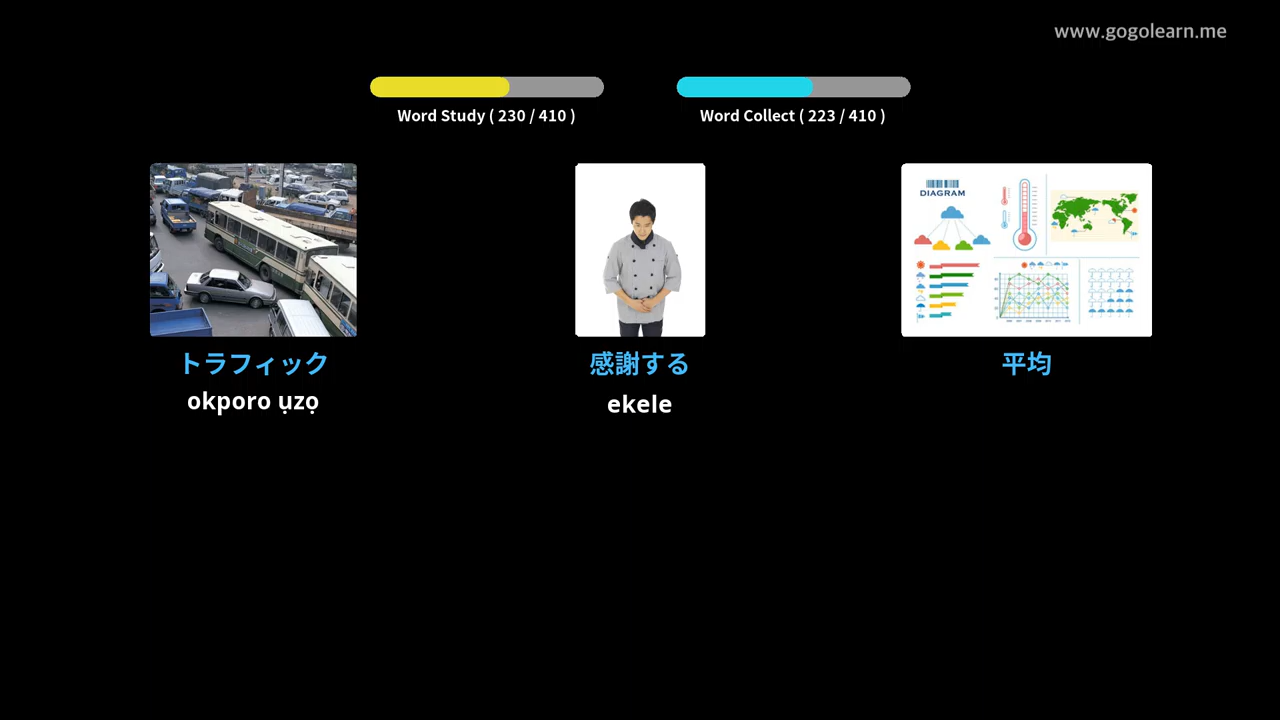 www.gogolearn.me
Word Study ( 230 / 410 )
Word Collect ( 223 / 410 )
DIAGRAM
トラフィック
okporo ụzọ
感謝する
ekele
平均